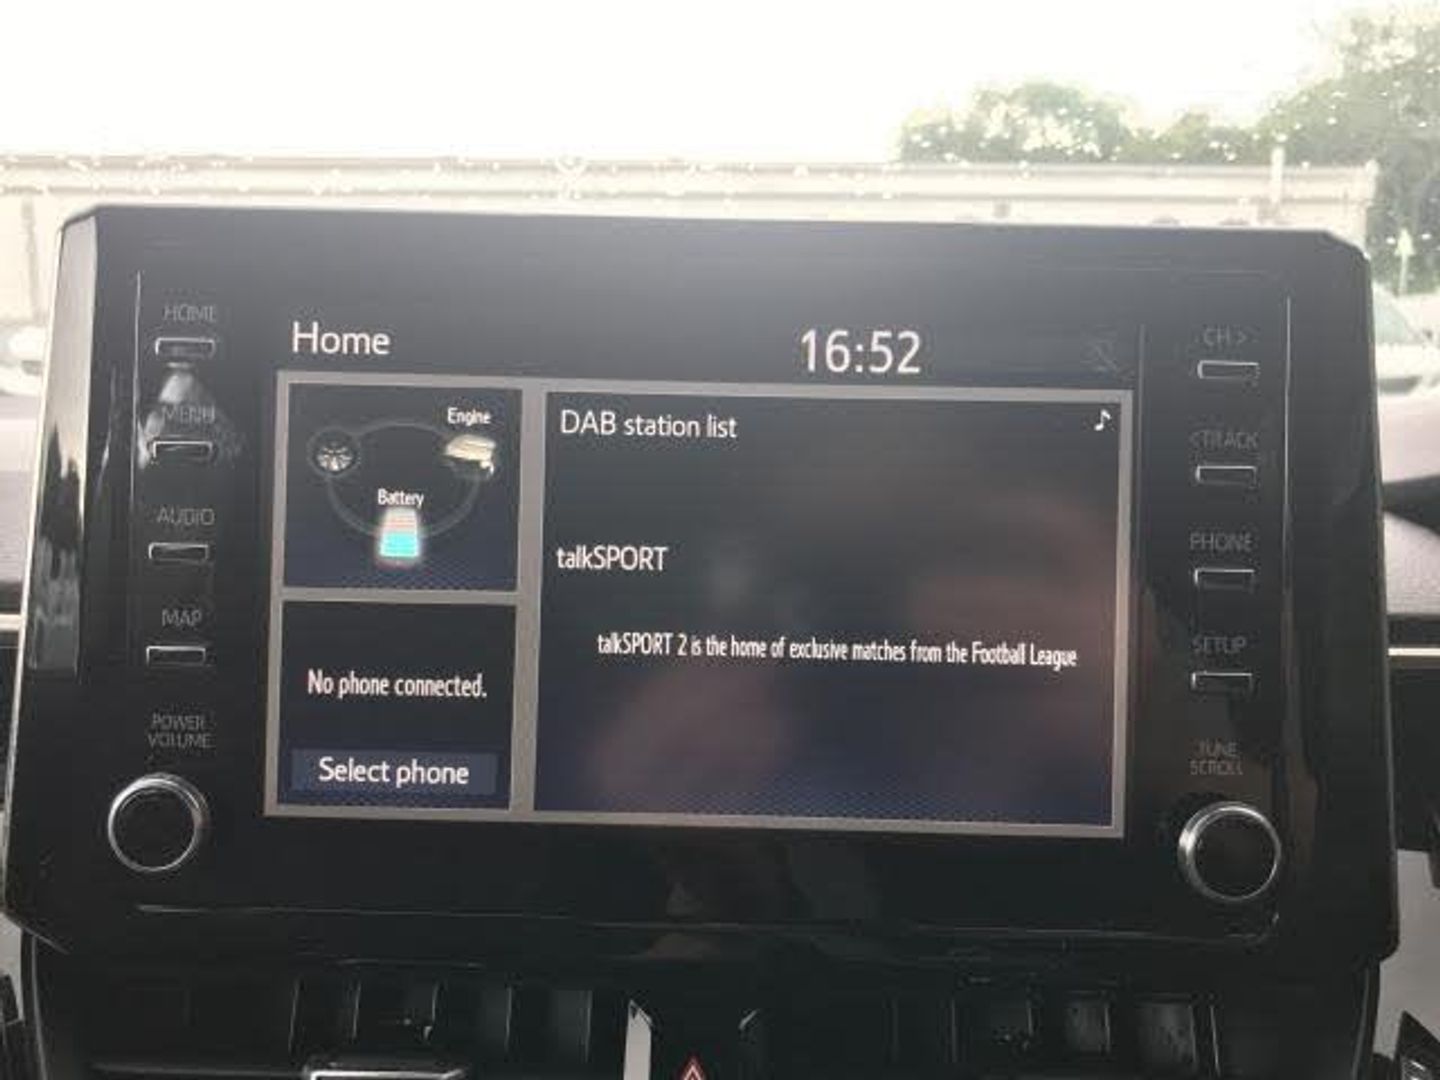 HOME
MENU
AUDIO
MAP
POWER
VOLUME
Home
16:52
Engine
Battery
No phone connected.
Select phone
DAB station list
talkSPORT
talkSPORT 2 is the home of exclusive matches from the Football League
CH >
<TRACK
PHONE
SETUP
TUNE
SCROLL